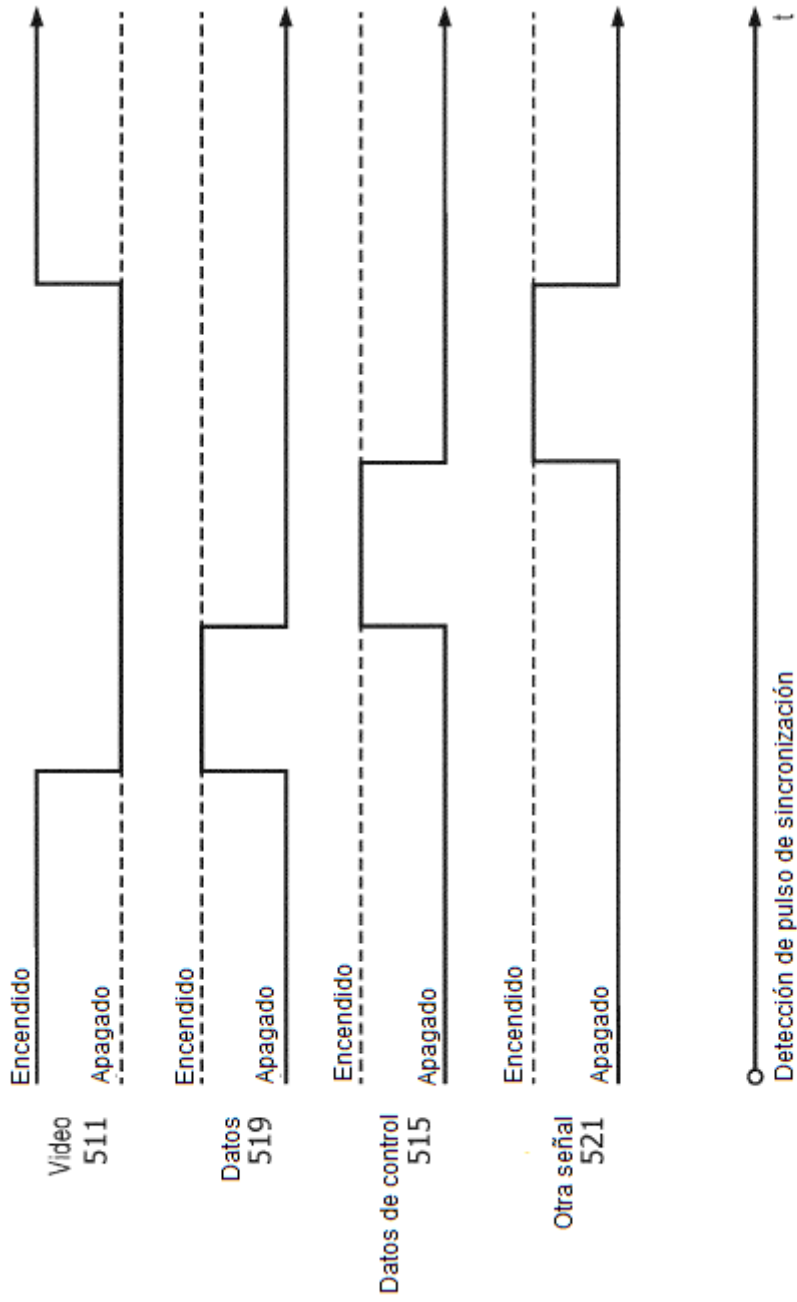 Video
511
Encendido
Apagado
Datos
519
Encendido
Apagado
Datos de control
515
Encendido
Apagado
Otra señal
521
Encendido
Apagado
Detección de pulso de sincronización
t